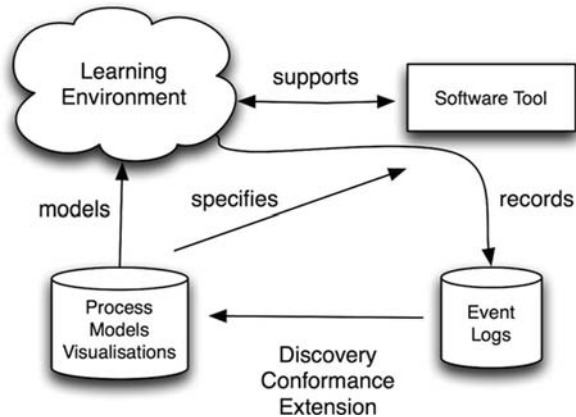 Learning
Environment
supports
Software Tool
models
specifies
records
Process
Models
Visualisations
Event
Logs
Discovery
Conformance
Extension